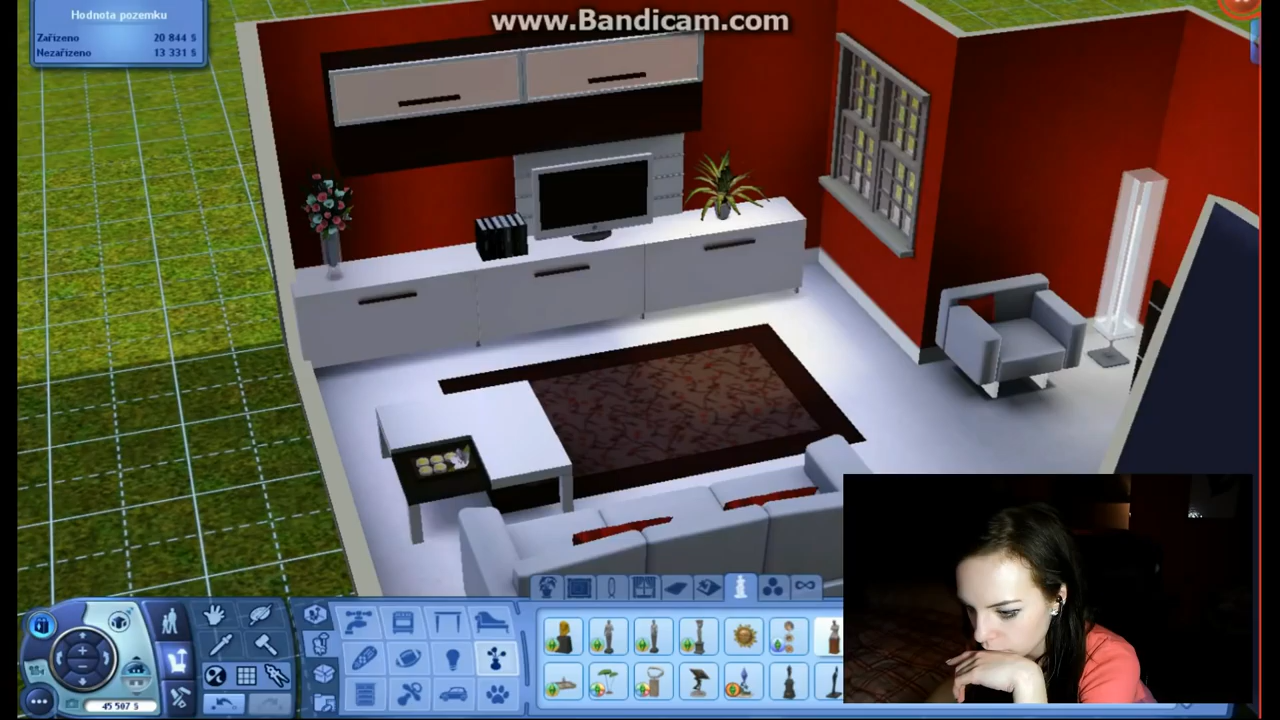 www.Bandicam.com
Hodnota pozemku
Zařízeno 20 844 $
Nezařízeno 13 331 $
45 507 $